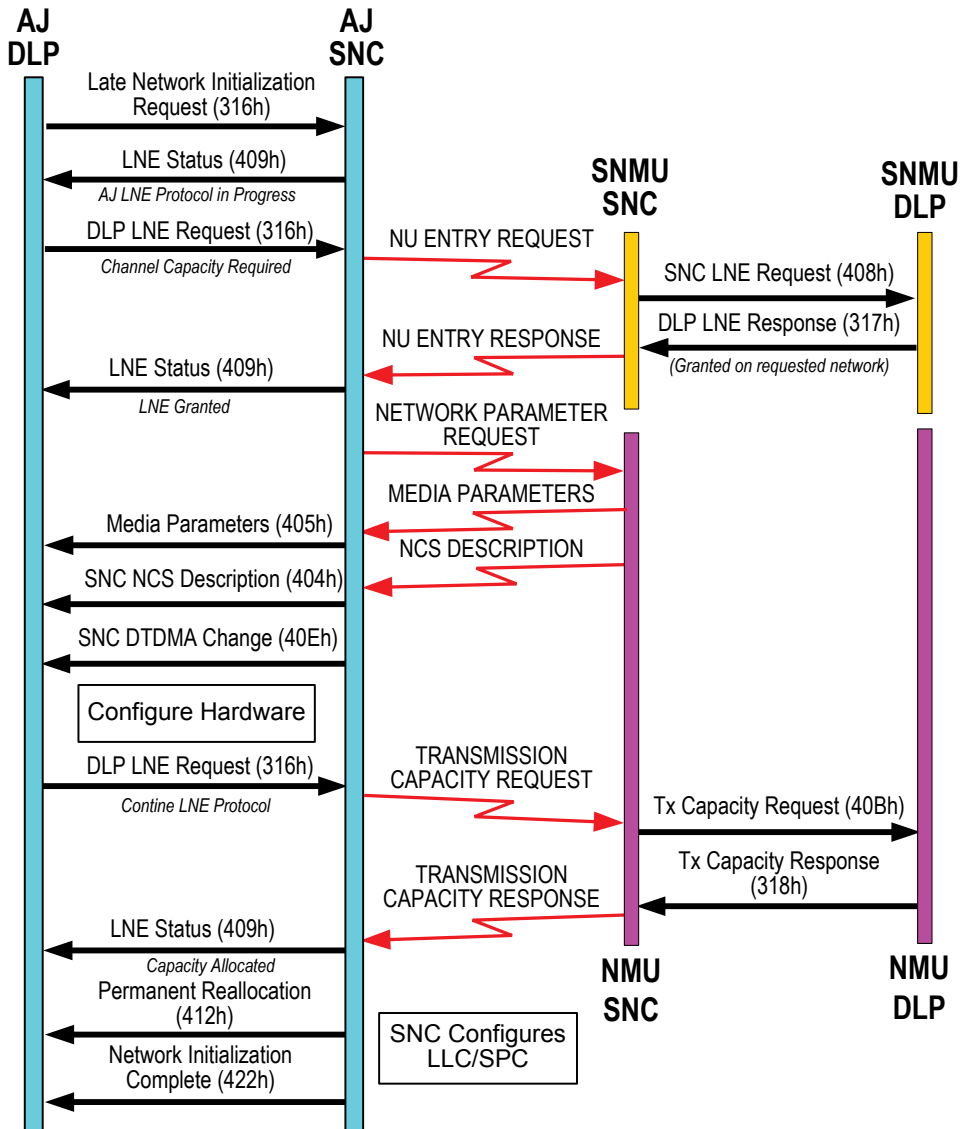 AJ
DLP
AJ
SNC
Late Network Initialization
Request (316h)
LNE Status (409h)
AJ LNE Protocol in Progress
SNMU
SNC
SNMU
DLP
DLP LNE Request (316h)
Channel Capacity Required
NU ENTRY REQUEST
SNC LNE Request (408h)
DLP LNE Response (317h)
(Granted on requested network)
NU ENTRY RESPONSE
LNE Status (409h)
LNE Granted
NETWORK PARAMETER
REQUEST
MEDIA PARAMETERS
Media Parameters (405h)
NCS DESCRIPTION
SNC NCS Description (404h)
SNC DTDMA Change (40Eh)
Configure Hardware
DLP LNE Request (316h)
Contine LNE Protocol
TRANSMISSION
CAPACITY REQUEST
Tx Capacity Request (40Bh)
Tx Capacity Response
(318h)
TRANSMISSION
CAPACITY RESPONSE
LNE Status (409h)
Capacity Allocated
NMU
SNC
NMU
DLP
Permanent Reallocation
(412h)
SNC Configures
LLC/SPC
Network Initialization
Complete (422h)